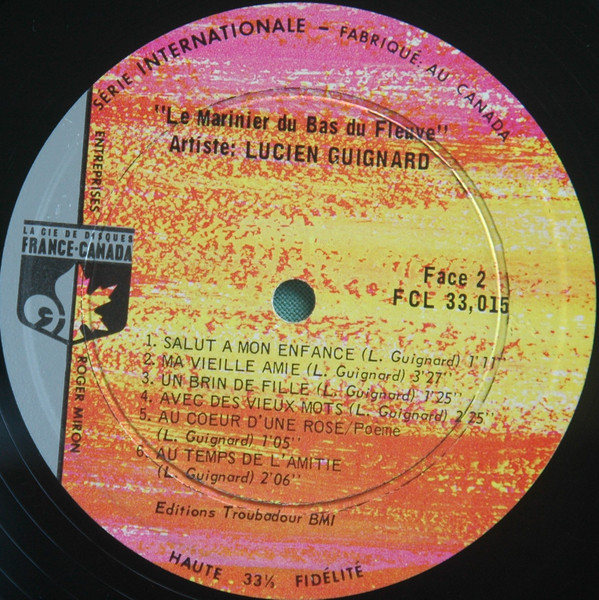 SÉRIE INTERNATIONALE - FABRIQUÉ AU CANADA
"Le Marinier du Bas du Fleuve"
Artiste: LUCIEN GUIGNARD
ENTREPRISES
LA CIE DE DISQUES
FRANCE-CANADA
ROGER MIRON
Face 2
FCL 33,015
1. SALUT A MON ENFANCE (L. Guignard) 1'11"
2. MA VIEILLE AMIE (L. Guignard) 3'27'
3. UN BRIN DE FILLE (L. Guignard) 1'25"
4. AVEC DES VIEUX MOTS (L. Guignard) 2'25"
5. AU COEUR D'UNE ROSE/Poeme
(L. Guignard) 1'05"
6. AU TEMPS DE L'AMITIE
(L. Guignard) 2'06"
Editions Troubadour BMI
HAUTE 33⅓ FIDÉLITÉ